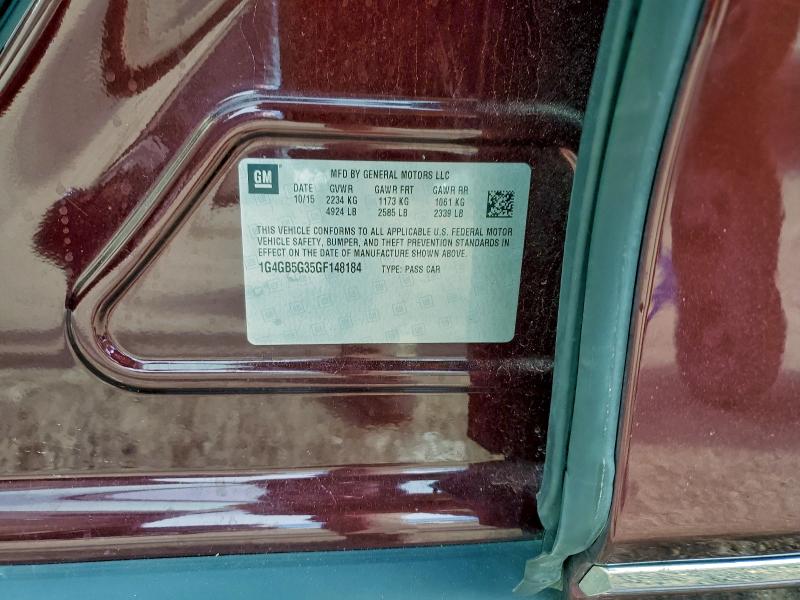 GM MFD BY GENERAL MOTORS LLC
DATE GVWR GAWR FRT GAWR RR
10/15 2234 KG 1173 KG 1061 KG
4924 LB 2585 LB 2339 LB
THIS VEHICLE CONFORMS TO ALL APPLICABLE U.S. FEDERAL MOTOR
VEHICLE SAFETY, BUMPER, AND THEFT PREVENTION STANDARDS IN
EFFECT ON THE DATE OF MANUFACTURE SHOWN ABOVE.
1G4GB5G35GF148184 TYPE: PASS CAR